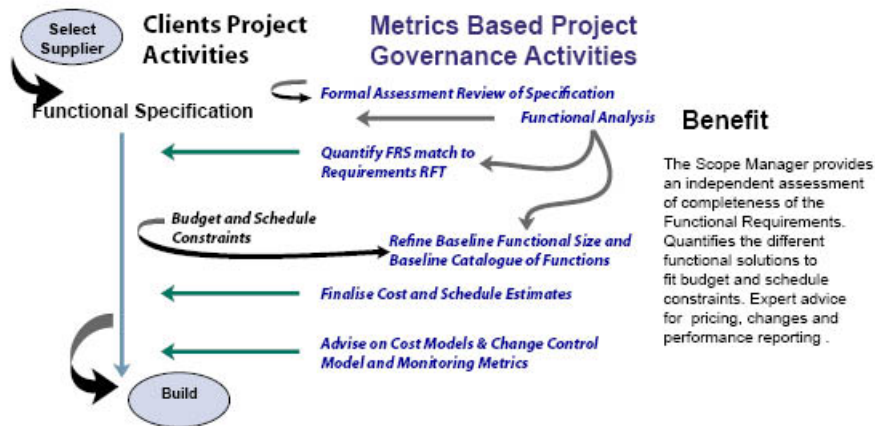 Select
Supplier
Clients Project
Activities
Metrics Based Project
Governance Activities
Formal Assessment Review of Specification
Functional Specification
Functional Analysis
Benefit
Quantify FRS match to
Requirements RFT
The Scope Manager provides
an independent assessment
of completeness of the
Functional Requirements.
Quantifies the different
functional solutions to
fit budget and schedule
constraints. Expert advice
for pricing, changes and
performance reporting .
Budget and Schedule
Constraints
Refine Baseline Functional Size and
Baseline Catalogue of Functions
Finalise Cost and Schedule Estimates
Advise on Cost Models & Change Control
Model and Monitoring Metrics
Build